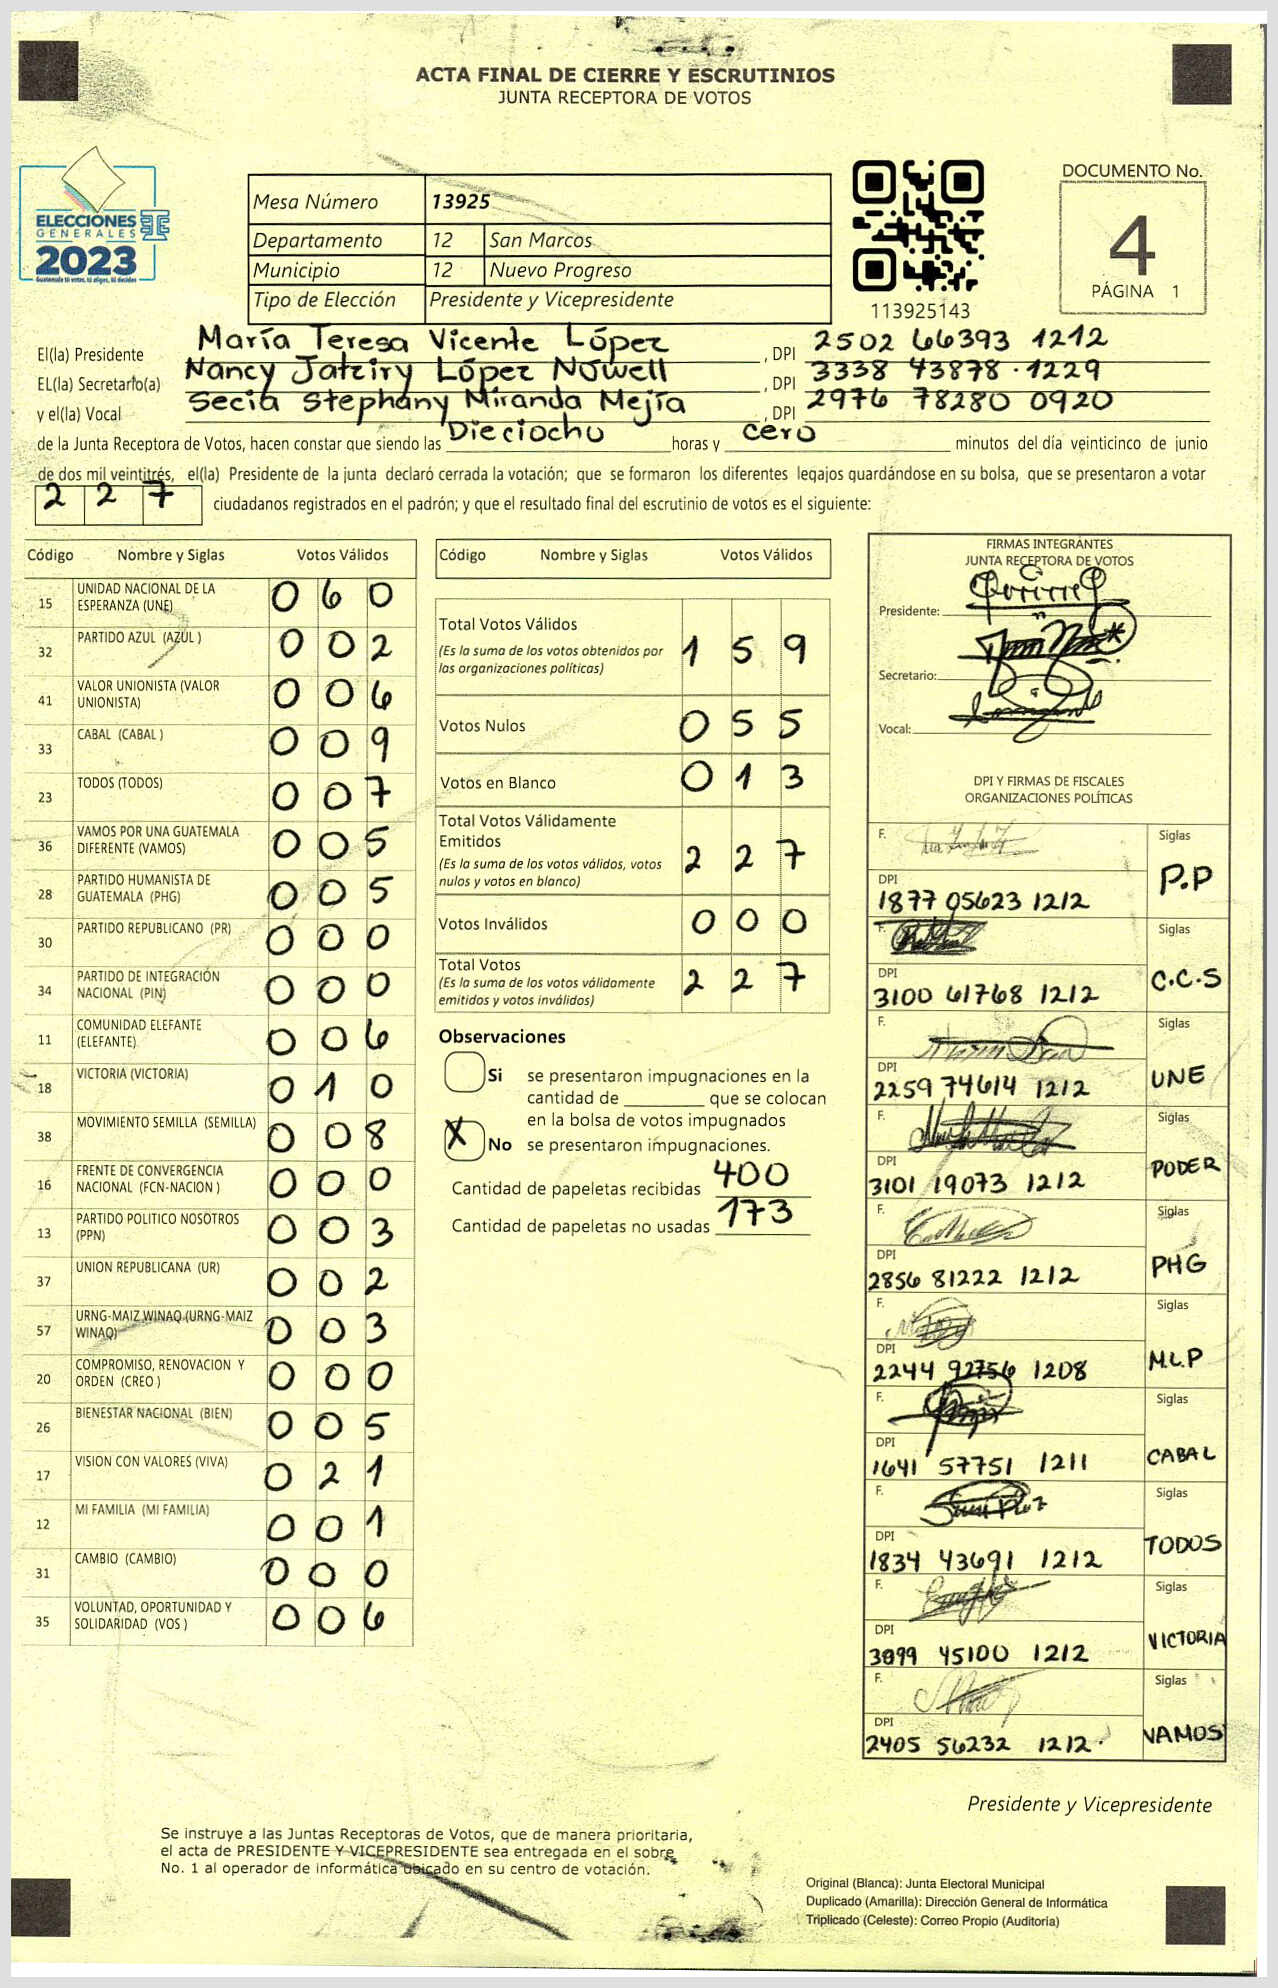 ACTA FINAL DE CIERRE Y ESCRUTINIOS
JUNTA RECEPTORA DE VOTOS
ELECCIONES
GENERALES
2023
Guatemala tú votas, tú eliges, tú decides
Mesa Número 13925
Departamento 12 San Marcos
Municipio 12 Nuevo Progreso
Tipo de Elección Presidente y Vicepresidente
113925143
DOCUMENTO No.
4
PÁGINA 1
El(la) Presidente María Teresa Vicente López , DPI 2502 66393 1212
EL(la) Secretario(a) Nancy Jatziry López Nowell , DPI 3338 43878 · 1229
y el(la) Vocal Secia Stephany Miranda Mejía , DPI 2976 78280 0920
de la Junta Receptora de Votos, hacen constar que siendo las Dieciocho horas y cero minutos del día veinticinco de junio
de dos mil veintitrés, el(la) Presidente de la junta declaró cerrada la votación; que se formaron los diferentes legajos guardándose en su bolsa, que se presentaron a votar
227 ciudadanos registrados en el padrón; y que el resultado final del escrutinio de votos es el siguiente:
Código Nombre y Siglas Votos Válidos
15 UNIDAD NACIONAL DE LA ESPERANZA (UNE) 0 6 0
32 PARTIDO AZUL (AZUL ) 0 0 2
41 VALOR UNIONISTA (VALOR UNIONISTA) 0 0 6
33 CABAL (CABAL ) 0 0 9
23 TODOS (TODOS) 0 0 7
36 VAMOS POR UNA GUATEMALA DIFERENTE (VAMOS) 0 0 5
28 PARTIDO HUMANISTA DE GUATEMALA (PHG) 0 0 5
30 PARTIDO REPUBLICANO (PR) 0 0 0
34 PARTIDO DE INTEGRACIÓN NACIONAL (PIN) 0 0 0
11 COMUNIDAD ELEFANTE (ELEFANTE) 0 0 6
18 VICTORIA (VICTORIA) 0 1 0
38 MOVIMIENTO SEMILLA (SEMILLA) 0 0 8
16 FRENTE DE CONVERGENCIA NACIONAL (FCN-NACION ) 0 0 0
13 PARTIDO POLITICO NOSOTROS (PPN) 0 0 3
37 UNION REPUBLICANA (UR) 0 0 2
57 URNG-MAIZ WINAQ (URNG-MAIZ WINAQ) 0 0 3
20 COMPROMISO, RENOVACION Y ORDEN (CREO ) 0 0 0
26 BIENESTAR NACIONAL (BIEN) 0 0 5
17 VISION CON VALORES (VIVA) 0 2 1
12 MI FAMILIA (MI FAMILIA) 0 0 1
31 CAMBIO (CAMBIO) 0 0 0
35 VOLUNTAD, OPORTUNIDAD Y SOLIDARIDAD (VOS ) 0 0 6
Código Nombre y Siglas Votos Válidos
Total Votos Válidos 1 5 9
(Es la suma de los votos obtenidos por
las organizaciones políticas)
Votos Nulos 0 5 5
Votos en Blanco 0 1 3
Total Votos Válidamente
Emitidos 2 2 7
(Es la suma de los votos válidos, votos
nulos y votos en blanco)
Votos Inválidos 0 0 0
Total Votos 2 2 7
(Es la suma de los votos válidamente
emitidos y votos inválidos)
Observaciones
Si se presentaron impugnaciones en la
cantidad de ________ que se colocan
en la bolsa de votos impugnados
X No se presentaron impugnaciones.
Cantidad de papeletas recibidas 400
Cantidad de papeletas no usadas 173
FIRMAS INTEGRANTES
JUNTA RECEPTORA DE VOTOS
Presidente:
Secretario:
Vocal:
DPI Y FIRMAS DE FISCALES
ORGANIZACIONES POLÍTICAS
F. Siglas
DPI P.P
1877 05623 1212
F. Siglas
DPI C.C.S
3100 61768 1212
F. Siglas
DPI UNE
2259 74614 1212
F. Siglas
DPI PODER
3101 19073 1212
F. Siglas
DPI PHG
2856 81222 1212
F. Siglas
DPI M.L.P
2244 92756 1208
F. Siglas
DPI CABAL
1641 57751 1211
F. Siglas
DPI TODOS
1834 43691 1212
F. Siglas
DPI VICTORIA
3099 45100 1212
F. Siglas
DPI VAMOS
2405 56232 1212.
Presidente y Vicepresidente
Se instruye a las Juntas Receptoras de Votos, que de manera prioritaria,
el acta de PRESIDENTE Y VICEPRESIDENTE sea entregada en el sobre
No. 1 al operador de informática ubicado en su centro de votación.
Original (Blanca): Junta Electoral Municipal
Duplicado (Amarilla): Dirección General de Informática
Triplicado (Celeste): Correo Propio (Auditoría)